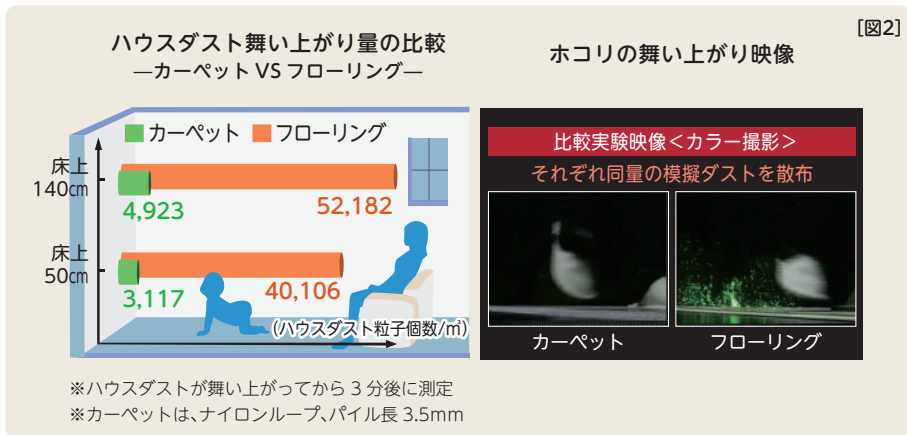 [図2]
ハウスダスト舞い上がり量の比較
―カーペット VS フローリング―
カーペット フローリング
床上
140㎝
4,923
52,182
床上
50㎝
3,117
40,106
(ハウスダスト粒子個数/㎥)
※ハウスダストが舞い上がってから 3 分後に測定
※カーペットは、ナイロンループ、パイル長 3.5mm
ホコリの舞い上がり映像
比較実験映像<カラー撮影>
それぞれ同量の模擬ダストを散布
カーペット
フローリング